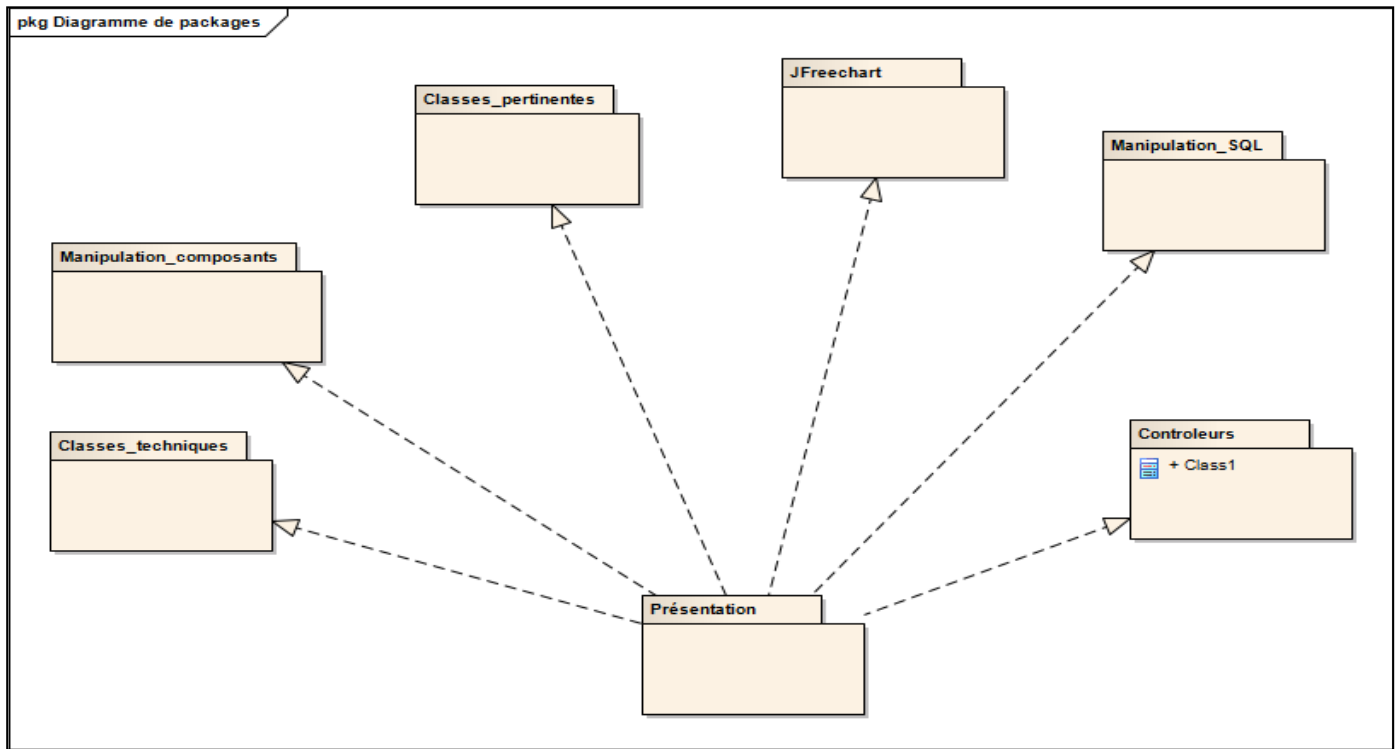 pkg Diagramme de packages
JFreechart
Classes_pertinentes
Manipulation_SQL
Manipulation_composants
Controleurs
Classes_techniques
+ Class1
Présentation